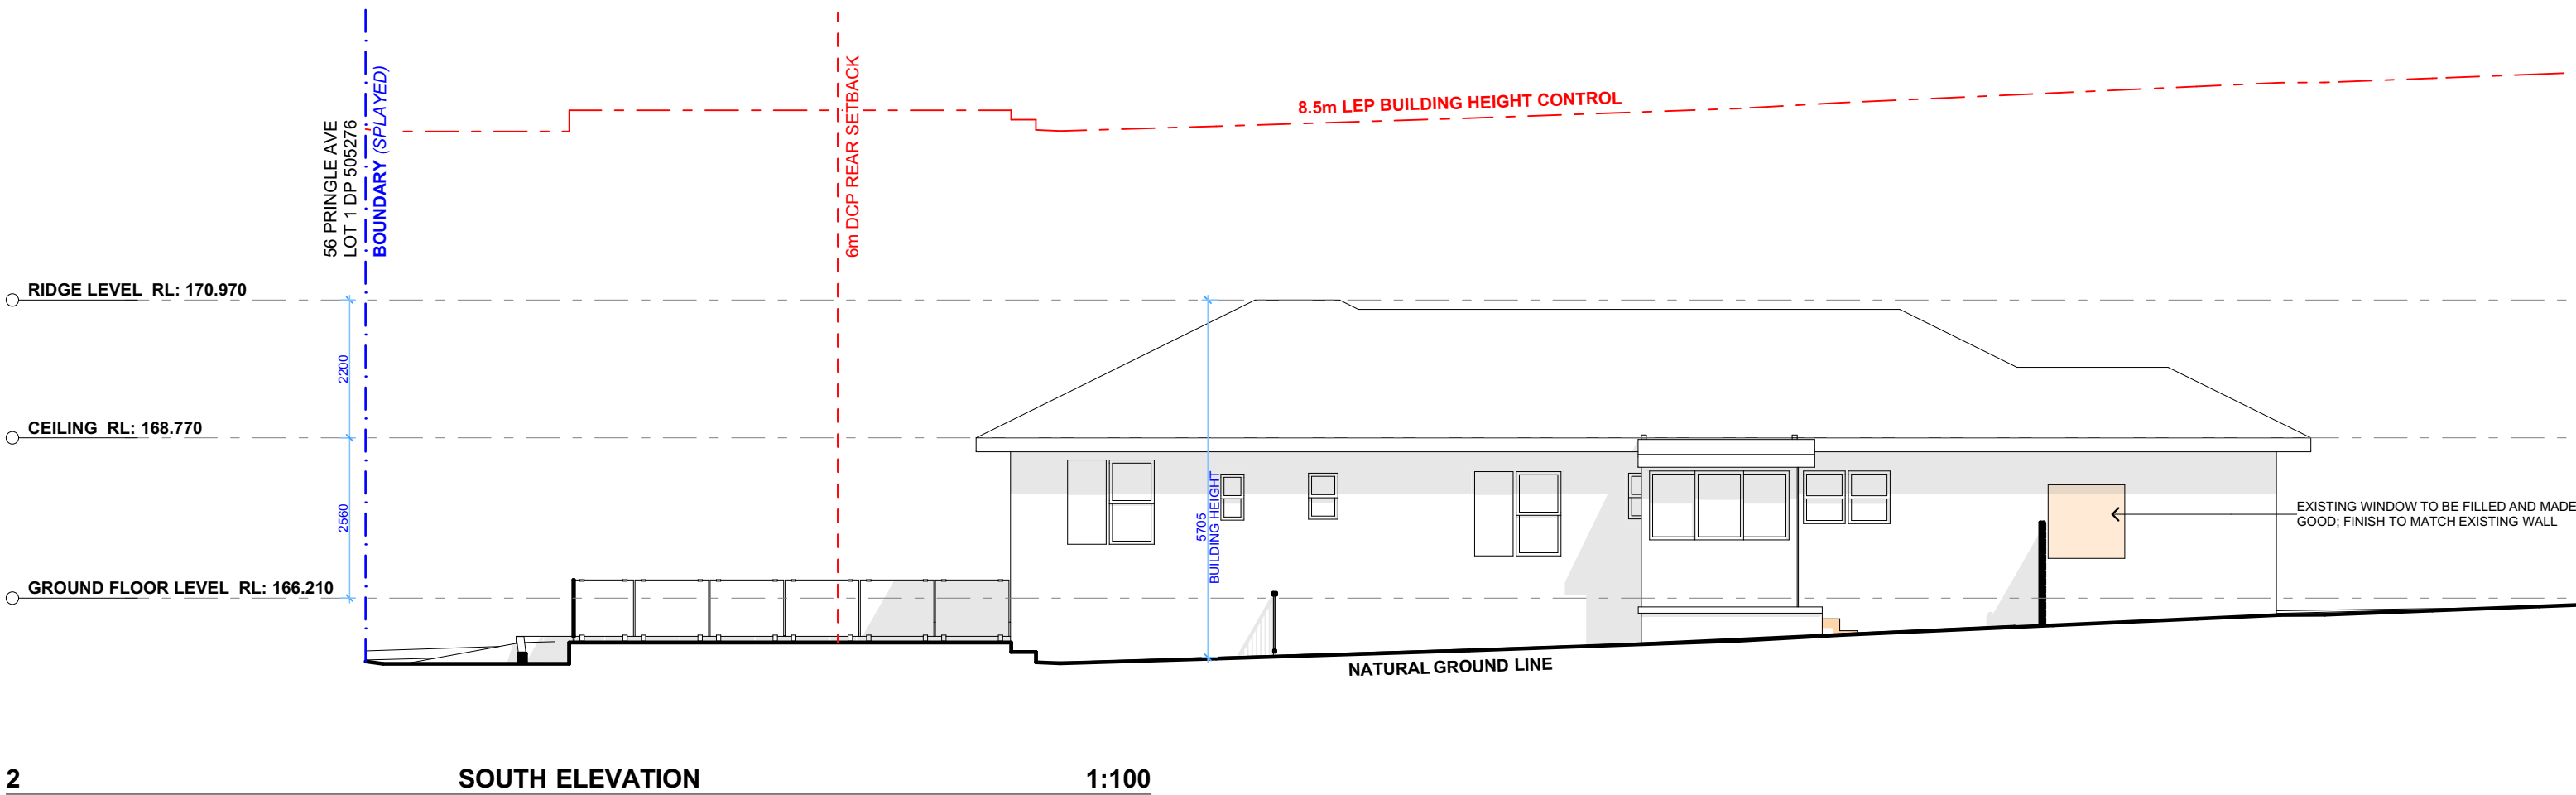 56 PRINGLE AVE
LOT 1 DP 505276
BOUNDARY (SPLAYED)
6m DCP REAR SETBACK
8.5m LEP BUILDING HEIGHT CONTROL
RIDGE LEVEL RL: 170.970
2200
CEILING RL: 168.770
2560
5705
BUILDING HEIGHT
EXISTING WINDOW TO BE FILLED AND MADE
GOOD; FINISH TO MATCH EXISTING WALL
GROUND FLOOR LEVEL RL: 166.210
NATURAL GROUND LINE
2 SOUTH ELEVATION 1:100